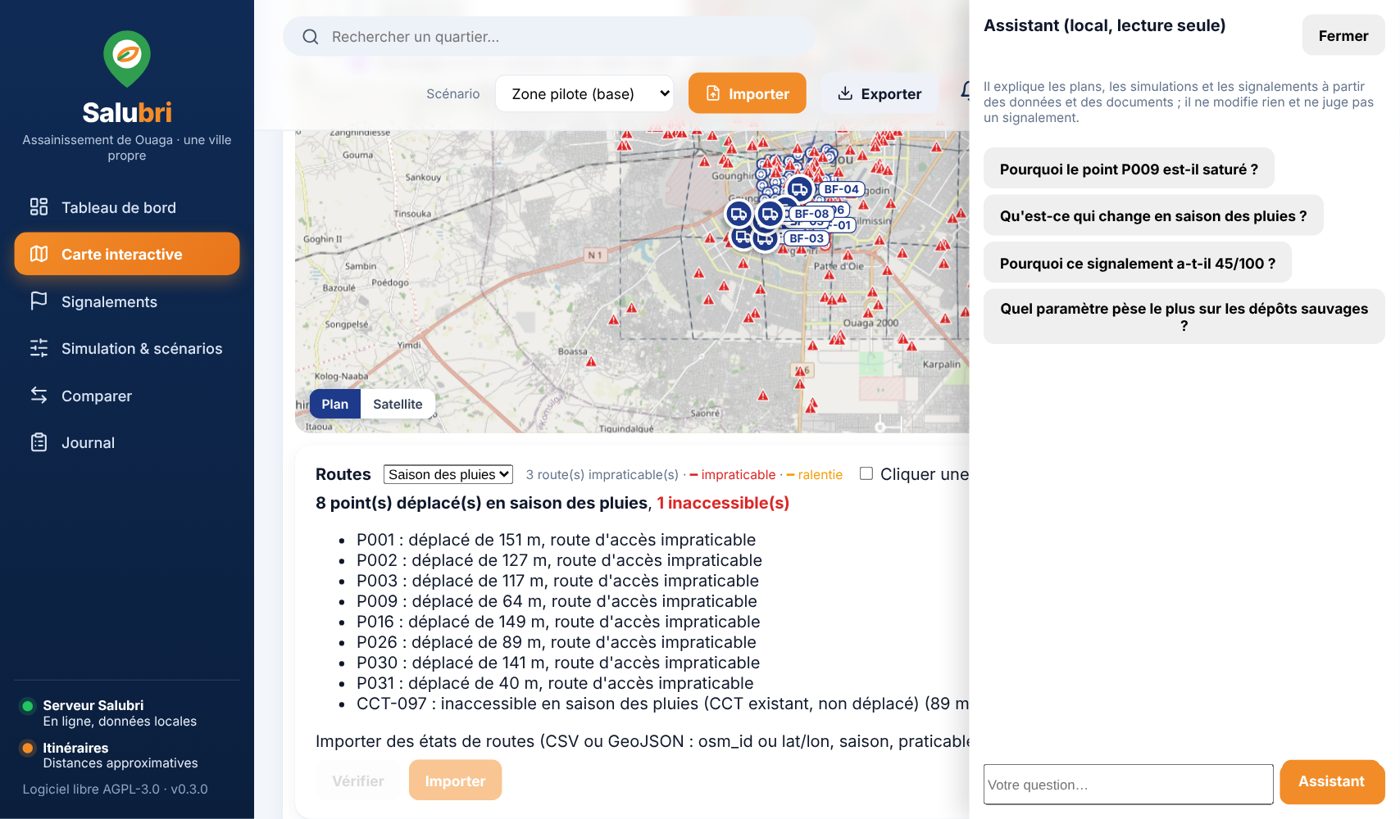 Salubri
Assainissement de Ouaga · une ville
propre
Tableau de bord
Carte interactive
Signalements
Simulation & scénarios
Comparer
Journal
Serveur Salubri
En ligne, données locales
Itinéraires
Distances approximatives
Logiciel libre AGPL-3.0 · v0.3.0
Rechercher un quartier...
Scénario
Zone pilote (base)
Importer
Exporter
Zanghindiessé
Gouma
Sankouy
Tinsouka
Goghin II
Sambin
Bazoulé
Poédogo
Songpelsé
Yimdi
Boassa
Kolog-Naaba
Itaoua
Tiguindalgué
Saonré
Karpalin
Ouaga 2000
Patte d'Oie
N 1
BF-04
BF-08
BF-03
Plan
Satellite
Routes
Saison des pluies
3 route(s) impraticable(s) · impraticable · ralentie
Cliquer une
8 point(s) déplacé(s) en saison des pluies, 1 inaccessible(s)
P001 : déplacé de 151 m, route d'accès impraticable
P002 : déplacé de 127 m, route d'accès impraticable
P003 : déplacé de 117 m, route d'accès impraticable
P009 : déplacé de 64 m, route d'accès impraticable
P016 : déplacé de 149 m, route d'accès impraticable
P026 : déplacé de 89 m, route d'accès impraticable
P030 : déplacé de 141 m, route d'accès impraticable
P031 : déplacé de 40 m, route d'accès impraticable
CCT-097 : inaccessible en saison des pluies (CCT existant, non déplacé) (89 m
Importer des états de routes (CSV ou GeoJSON : osm_id ou lat/lon, saison, praticable
Vérifier
Importer
Assistant (local, lecture seule)
Fermer
Il explique les plans, les simulations et les signalements à partir
des données et des documents ; il ne modifie rien et ne juge pas
un signalement.
Pourquoi le point P009 est-il saturé ?
Qu'est-ce qui change en saison des pluies ?
Pourquoi ce signalement a-t-il 45/100 ?
Quel paramètre pèse le plus sur les dépôts sauvages
?
Votre question...
Assistant